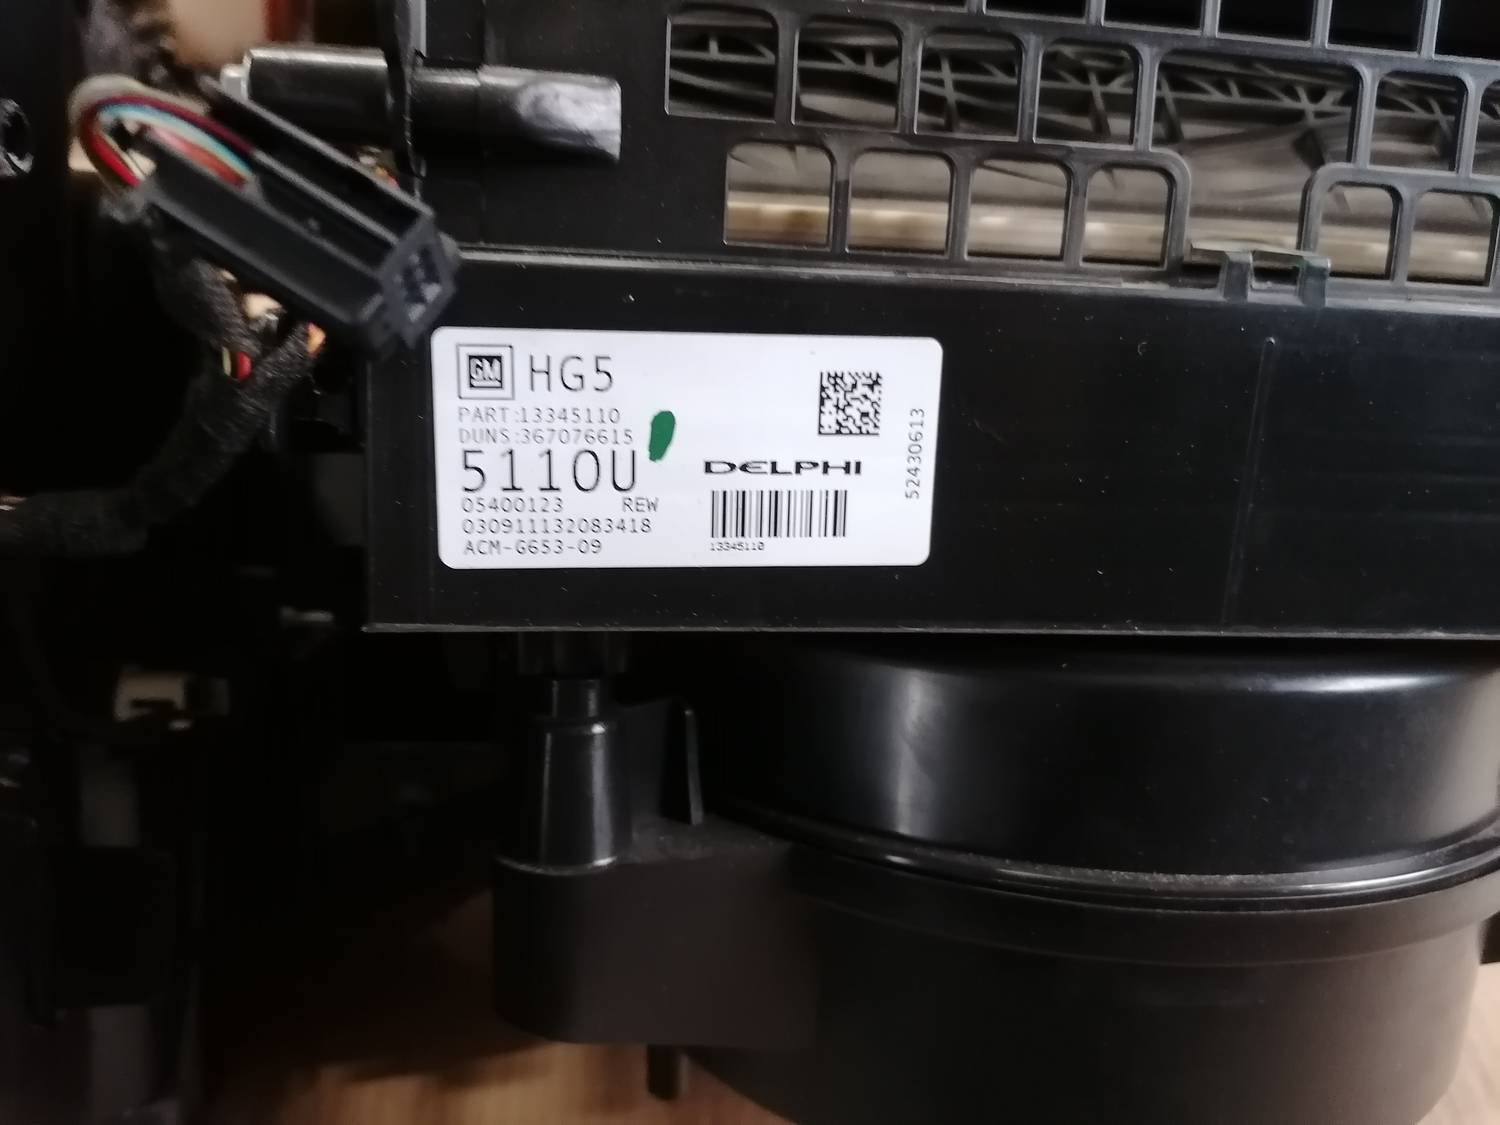 GM HG5
PART:13345110
DUNS:367076615
5110U
05400123 REW
030911132083418
ACM-G653-09
DELPHI
13345110
52430613